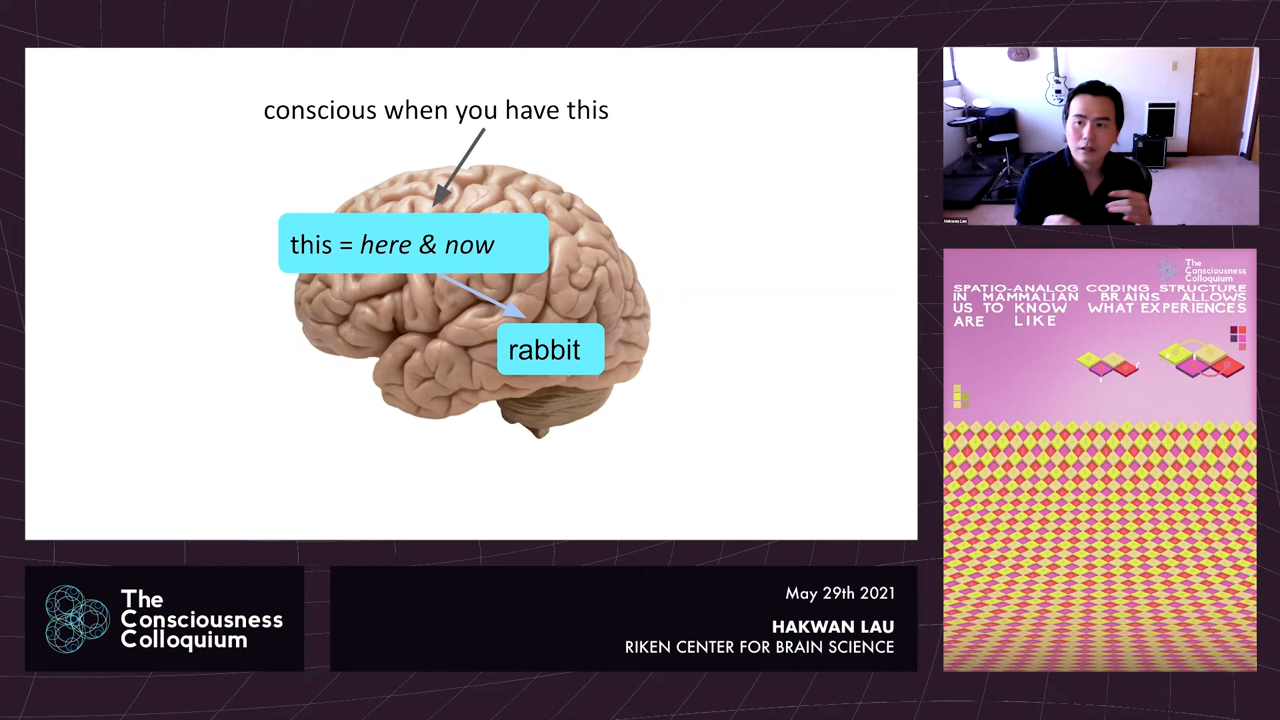 conscious when you have this
this = here & now
rabbit
Hakwan Lau
The
Consciousness
Colloquium
SPATIO-ANALOG CODING STRUCTURE
IN MAMMALIAN BRAINS ALLOWS
US TO KNOW WHAT EXPERIENCES
ARE LIKE
The
Consciousness
Colloquium
May 29th 2021
HAKWAN LAU
RIKEN CENTER FOR BRAIN SCIENCE